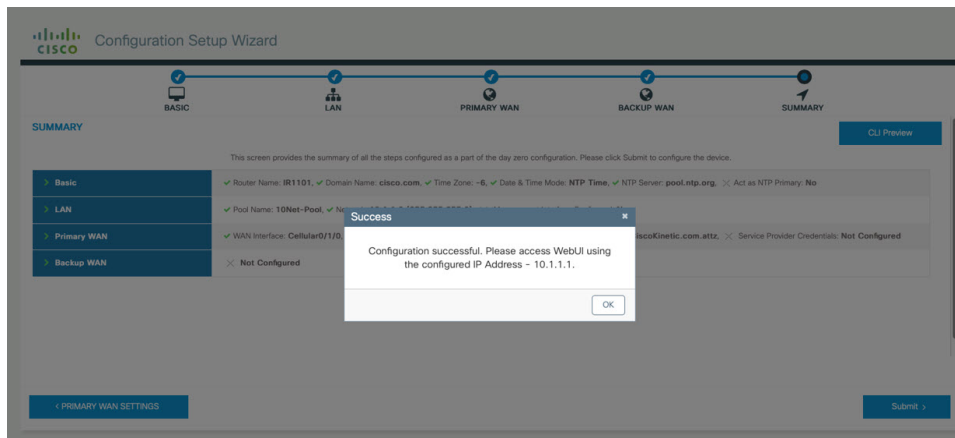 CISCO
Configuration Setup Wizard
BASIC
LAN
PRIMARY WAN
BACKUP WAN
SUMMARY
SUMMARY
CLI Preview
This screen provides the summary of all the steps configured as a part of the day zero configuration. Please click Submit to configure the device.
> Basic
Router Name: IR1101, Domain Name: cisco.com, Time Zone: -6, Date & Time Mode: NTP Time, NTP Server: pool.ntp.org, Act as NTP Primary: No
> LAN
Pool Name: 10Net-Pool,
> Primary WAN
WAN Interface: Cellular0/1/0, iscoKinetic.com.attz, Service Provider Credentials: Not Configured
> Backup WAN
Not Configured
Success
×
Configuration successful. Please access WebUI using
the configured IP Address - 10.1.1.1.
OK
< PRIMARY WAN SETTINGS
Submit >